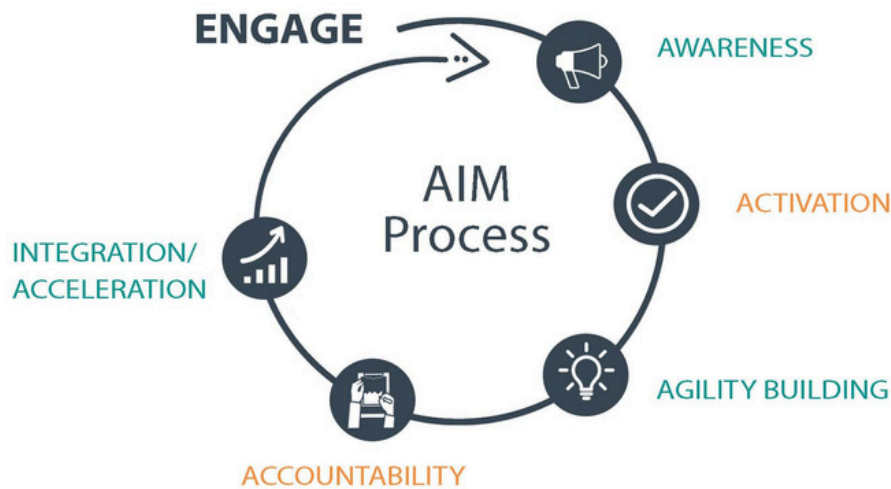 ENGAGE
AWARENESS
AIM
Process
ACTIVATION
INTEGRATION/
ACCELERATION
AGILITY BUILDING
ACCOUNTABILITY